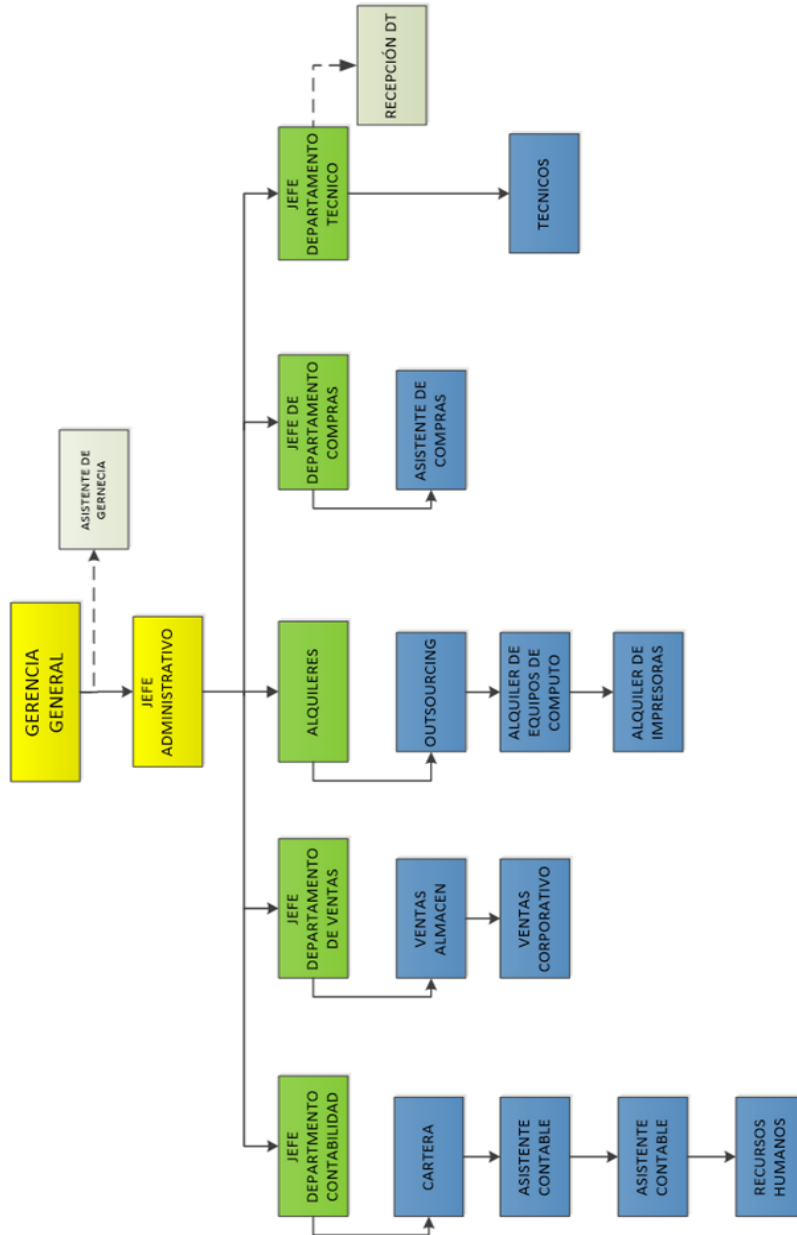 GERENCIA
GENERAL
ASISTENTE DE
GERNECIA
JEFE
ADMINISTRATIVO
JEFE
DEPARTMENTO
CONTABILIDAD
JEFE
DEPARTAMENTO
DE VENTAS
ALQUILERES
JEFE DE
DEPARTAMENTO
COMPRAS
JEFE
DEPARTAMENTO
TECNICO
RECEPCIÓN DT
CARTERA
VENTAS
ALMACEN
OUTSOURCING
ASISTENTE DE
COMPRAS
ASISTENTE
CONTABLE
VENTAS
CORPORATIVO
ALQUILER DE
EQUIPOS DE
COMPUTO
TECNICOS
ASISTENTE
CONTABLE
ALQUILER DE
IMPRESORAS
RECURSOS
HUMANOS